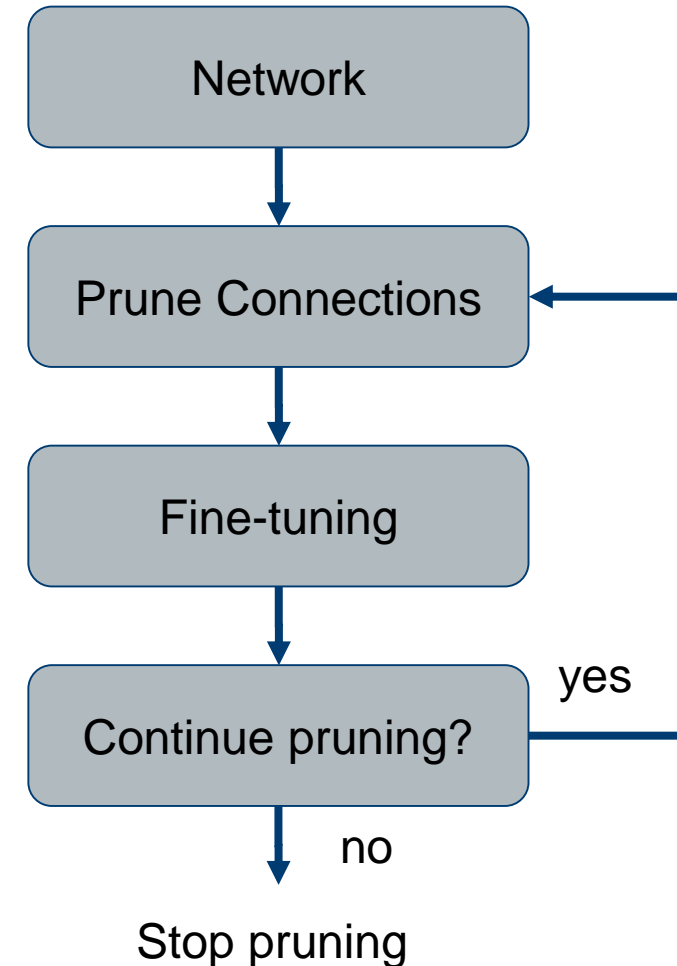 Network
Prune Connections
Fine-tuning
yes
Continue pruning?
no
Stop pruning